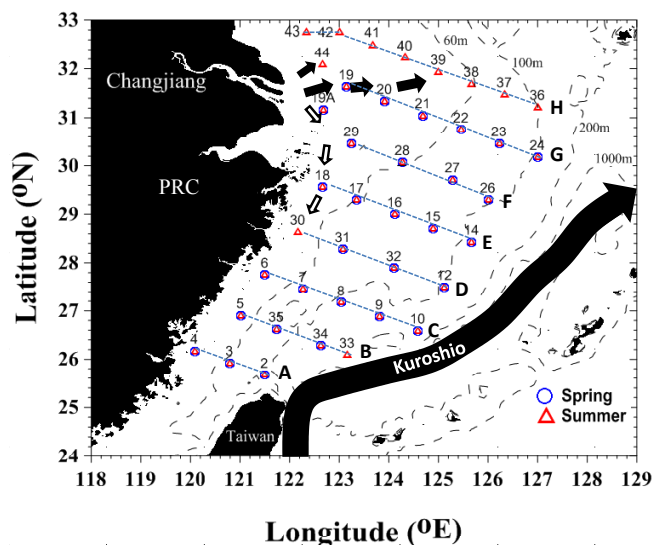 33
32
31
30
29
28
27
26
25
24
118
119
120
121
122
123
124
125
126
127
128
129
Latitude (ºN)
Longitude (ºE)
Changjiang
PRC
Taiwan
Kuroshio
60m
100m
200m
1000m
43
42
41
40
39
38
37
36
H
44
19
20
21
22
23
24
G
19A
29
28
27
26
F
18
17
16
15
14
E
30
31
32
12
D
6
7
8
9
10
C
5
35
34
33
B
4
3
2
A
Spring
Summer